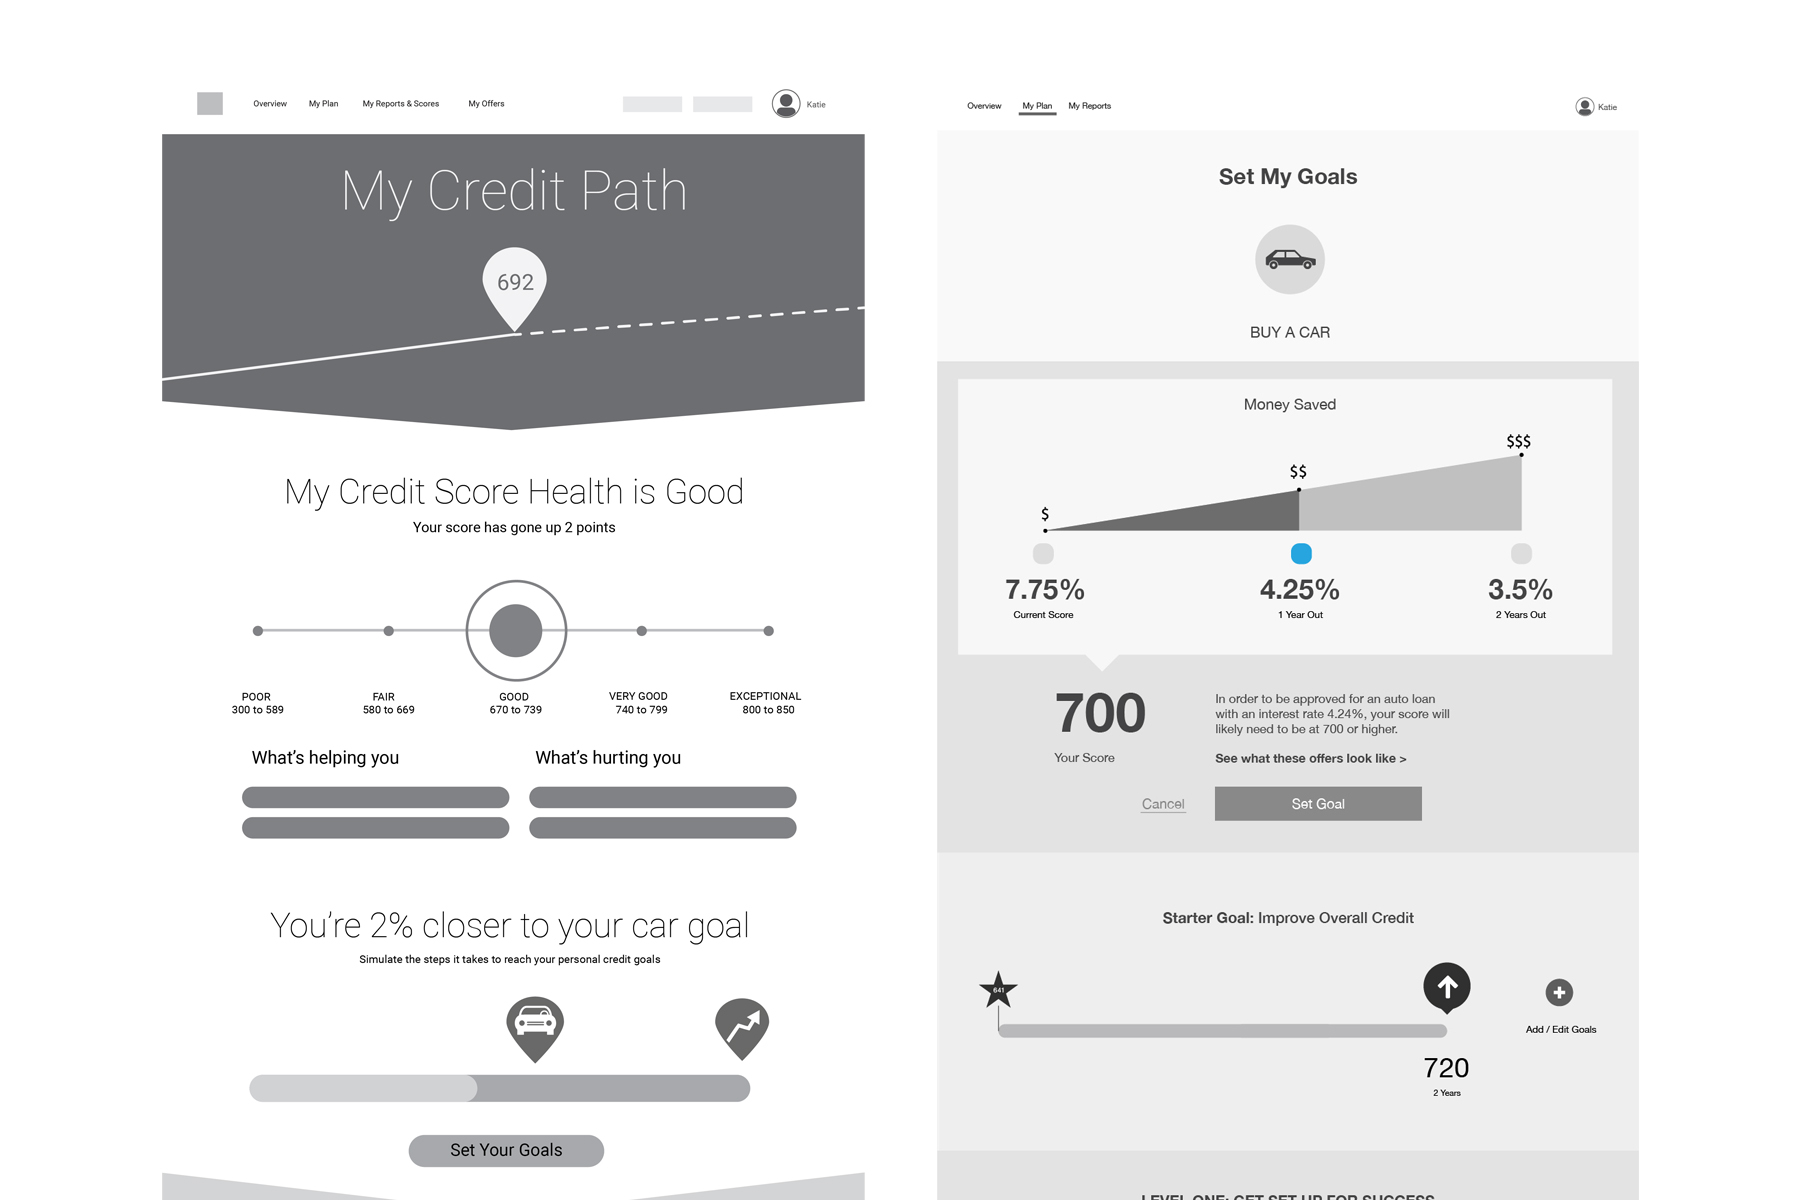 Overview My Plan My Reports & Scores My Offers Katie
My Credit Path
692
My Credit Score Health is Good
Your score has gone up 2 points
POOR FAIR GOOD VERY GOOD EXCEPTIONAL
300 to 589 580 to 669 670 to 739 740 to 799 800 to 850
What's helping you What's hurting you
You're 2% closer to your car goal
Simulate the steps it takes to reach your personal credit goals
Set Your Goals
Overview My Plan My Reports Katie
Set My Goals
BUY A CAR
Money Saved
$ $$ $$$
7.75% 4.25% 3.5%
Current Score 1 Year Out 2 Years Out
700
Your Score
In order to be approved for an auto loan
with an interest rate 4.24%, your score will
likely need to be at 700 or higher.
See what these offers look like >
Cancel Set Goal
Starter Goal: Improve Overall Credit
641
Add / Edit Goals
720
2 Years
LEVEL ONE: GET SET UP FOR SUCCESS